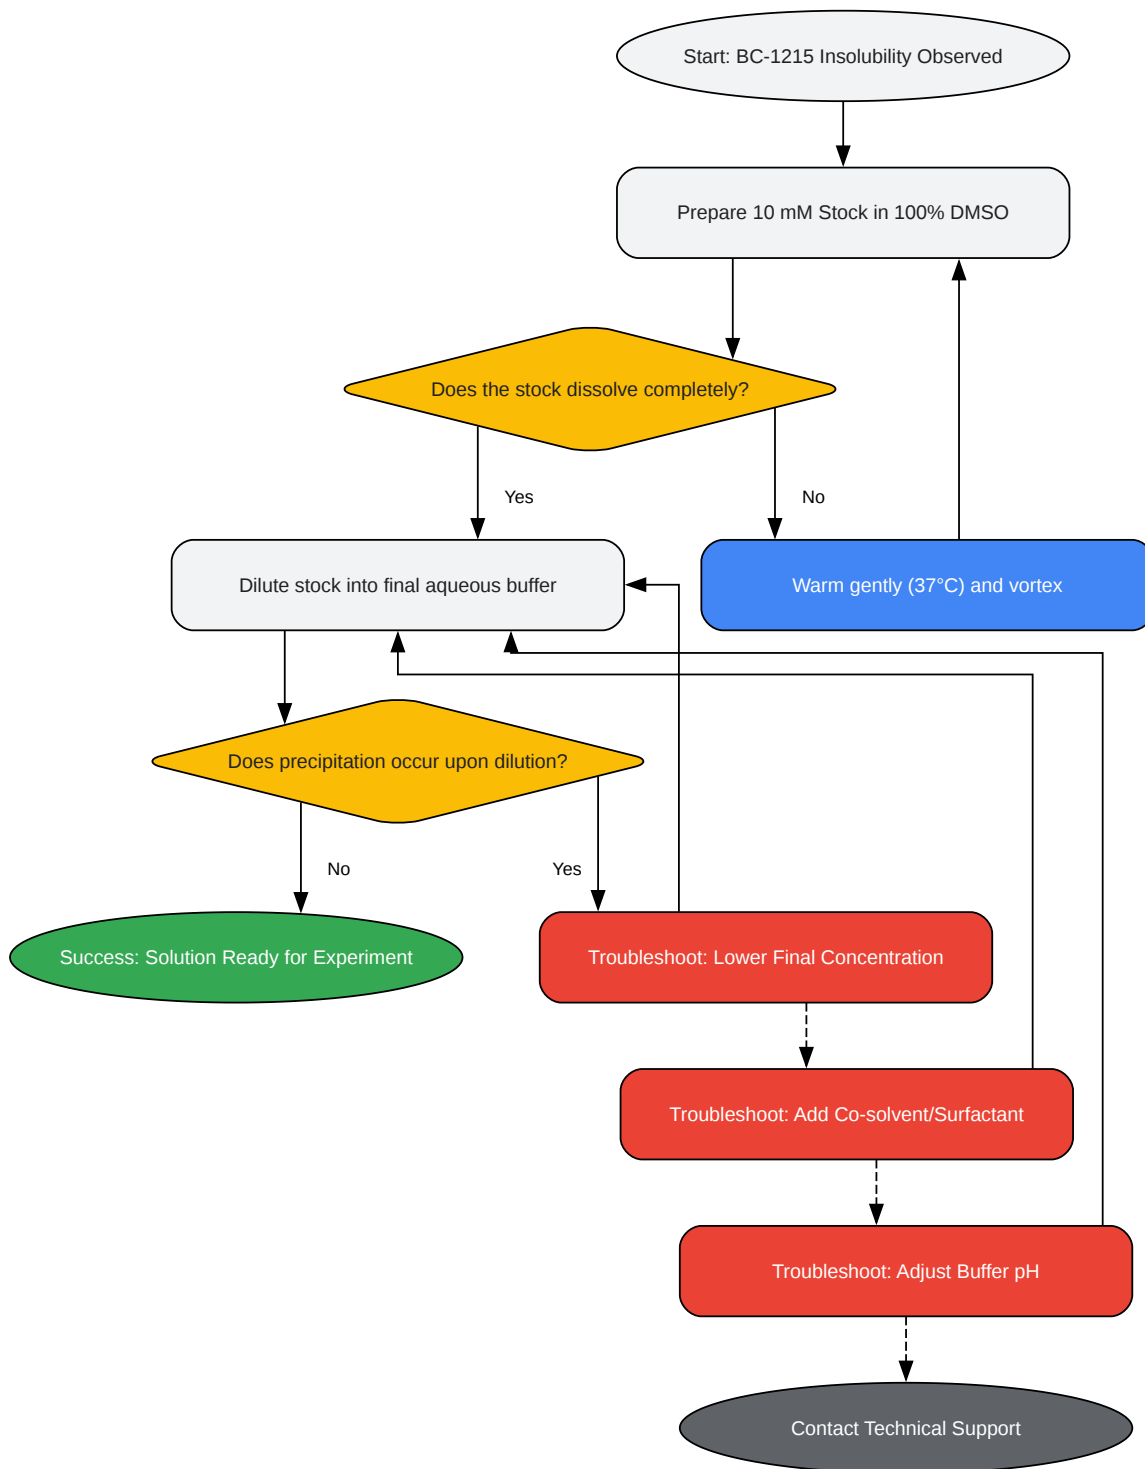 Start: BC-1215 Insolubility Observed
Prepare 10 mM Stock in 100% DMSO
Does the stock dissolve completely?
Yes
No
Dilute stock into final aqueous buffer
Warm gently (37°C) and vortex
Does precipitation occur upon dilution?
No
Yes
Success: Solution Ready for Experiment
Troubleshoot: Lower Final Concentration
Troubleshoot: Add Co-solvent/Surfactant
Troubleshoot: Adjust Buffer pH
Contact Technical Support